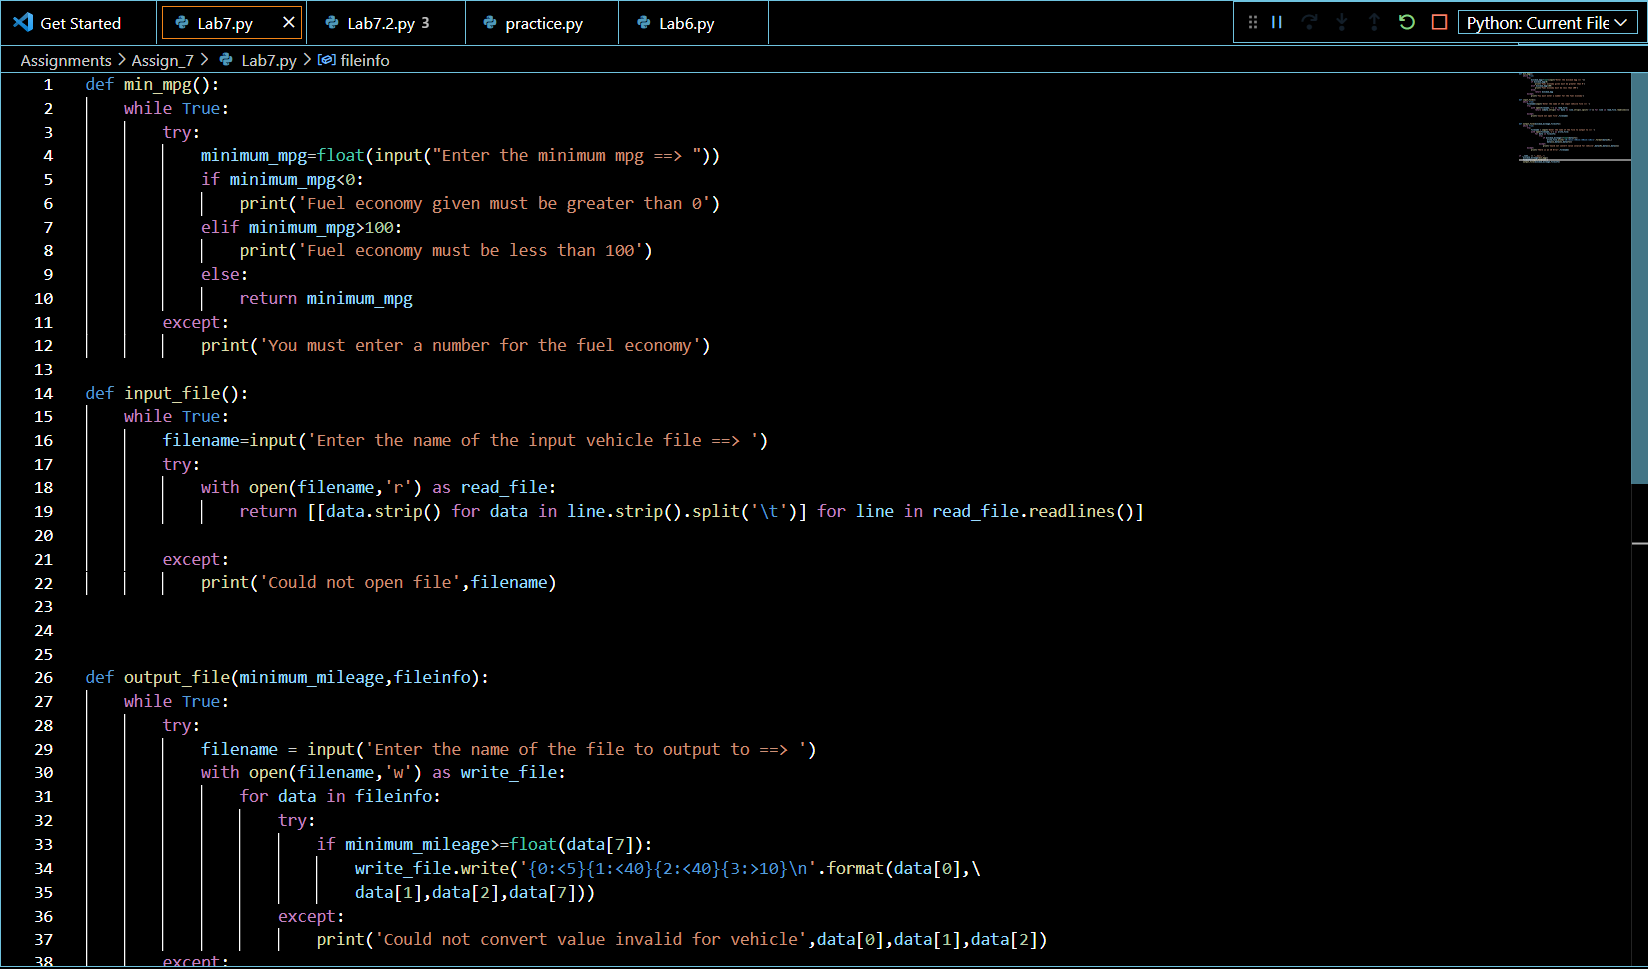 Get Started
Lab7.py
Lab7.2.py 3
practice.py
Lab6.py
Python: Current File
Assignments > Assign_7 > Lab7.py > fileinfo
1 def min_mpg():
2     while True:
3         try:
4             minimum_mpg=float(input("Enter the minimum mpg ==> "))
5             if minimum_mpg<0:
6                 print('Fuel economy given must be greater than 0')
7             elif minimum_mpg>100:
8                 print('Fuel economy must be less than 100')
9             else:
10                 return minimum_mpg
11         except:
12             print('You must enter a number for the fuel economy')
13
14 def input_file():
15     while True:
16         filename=input('Enter the name of the input vehicle file ==> ')
17         try:
18             with open(filename,'r') as read_file:
19                 return [[data.strip() for data in line.strip().split('\t')] for line in read_file.readlines()]
20
21         except:
22             print('Could not open file',filename)
23
24
25
26 def output_file(minimum_mileage,fileinfo):
27     while True:
28         try:
29             filename = input('Enter the name of the file to output to ==> ')
30             with open(filename,'w') as write_file:
31                 for data in fileinfo:
32                     try:
33                         if minimum_mileage>=float(data[7]):
34                             write_file.write('{0:<5}{1:<40}{2:<40}{3:>10}\n'.format(data[0],\
35                             data[1],data[2],data[7]))
36                     except:
37                         print('Could not convert value invalid for vehicle',data[0],data[1],data[2])
38         except: